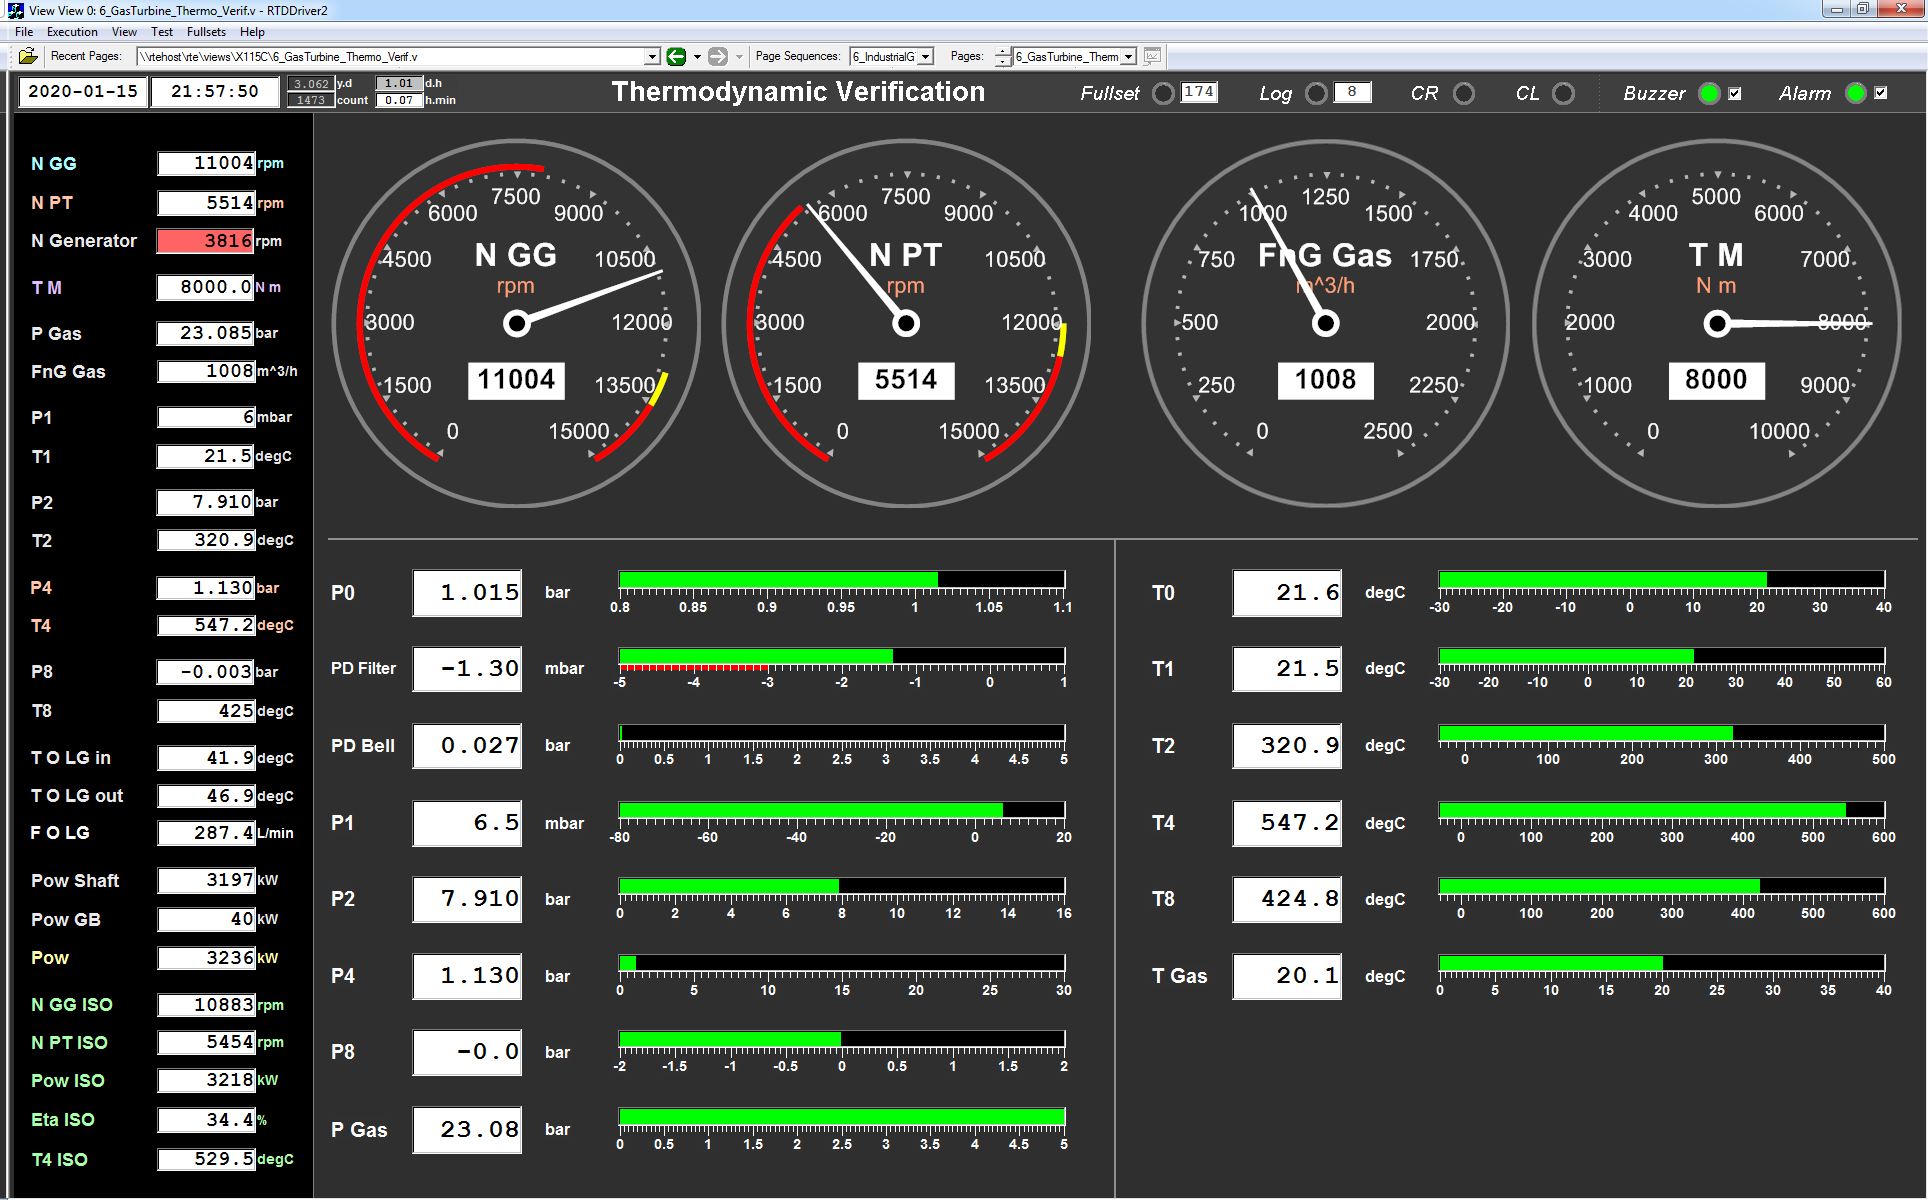 View View 0: 6_GasTurbine_Thermo_Verif.v - RTDDriver2
File Execution View Test Fullsets Help
Recent Pages: \\rtehost\rte\views\X115C\6_GasTurbine_Thermo_Verif.v Page Sequences: 6_IndustrialG Pages: 6_GasTurbine_Therm
2020-01-15 21:57:50 3.062 y.d 1.01 d.h
1473 count 0.07 h.min
Thermodynamic Verification Fullset 174 Log 8 CR CL Buzzer Alarm
N GG 11004 rpm
N PT 5514 rpm
N Generator 3816 rpm
T M 8000.0 N m
P Gas 23.085 bar
FnG Gas 1008 m^3/h
P1 6 mbar
T1 21.5 degC
P2 7.910 bar
T2 320.9 degC
P4 1.130 bar
T4 547.2 degC
P8 -0.003 bar
T8 425 degC
T O LG in 41.9 degC
T O LG out 46.9 degC
F O LG 287.4 L/min
Pow Shaft 3197 kW
Pow GB 40 kW
Pow 3236 kW
N GG ISO 10883 rpm
N PT ISO 5454 rpm
Pow ISO 3218 kW
Eta ISO 34.4 %
T4 ISO 529.5 degC
7500
6000 9000
4500 N GG 10500
rpm
3000 12000
1500 11004 13500
0 15000
7500
6000 9000
4500 N PT 10500
rpm
3000 12000
1500 5514 13500
0 15000
1250
1000 1500
750 FnG Gas 1750
m^3/h
500 2000
250 1008 2250
0 2500
5000
4000 6000
3000 T M 7000
N m
2000 8000
1000 8000 9000
0 10000
P0 1.015 bar
0.8 0.85 0.9 0.95 1 1.05 1.1
PD Filter -1.30 mbar
-5 -4 -3 -2 -1 0 1
PD Bell 0.027 bar
0 0.5 1 1.5 2 2.5 3 3.5 4 4.5 5
P1 6.5 mbar
-80 -60 -40 -20 0 20
P2 7.910 bar
0 2 4 6 8 10 12 14 16
P4 1.130 bar
0 5 10 15 20 25 30
P8 -0.0 bar
-2 -1.5 -1 -0.5 0 0.5 1 1.5 2
P Gas 23.08 bar
0 0.5 1 1.5 2 2.5 3 3.5 4 4.5 5
T0 21.6 degC
-30 -20 -10 0 10 20 30 40
T1 21.5 degC
-30 -20 -10 0 10 20 30 40 50 60
T2 320.9 degC
0 100 200 300 400 500
T4 547.2 degC
0 100 200 300 400 500 600
T8 424.8 degC
0 100 200 300 400 500 600
T Gas 20.1 degC
0 5 10 15 20 25 30 35 40